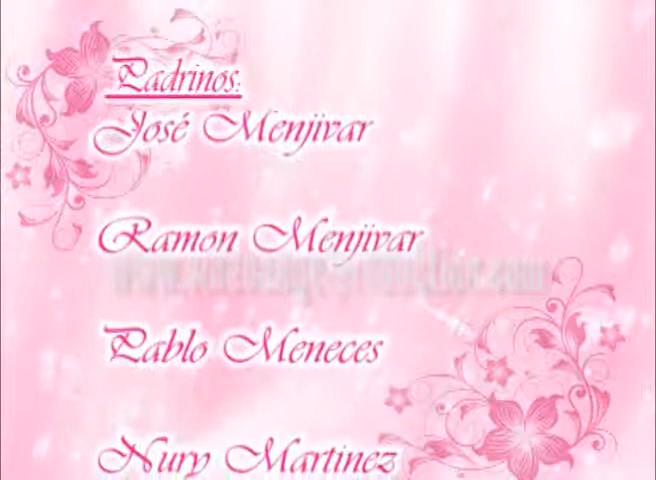 Padrinos:
José Menjivar
Ramon Menjivar
Pablo Meneces
Nury Martinez